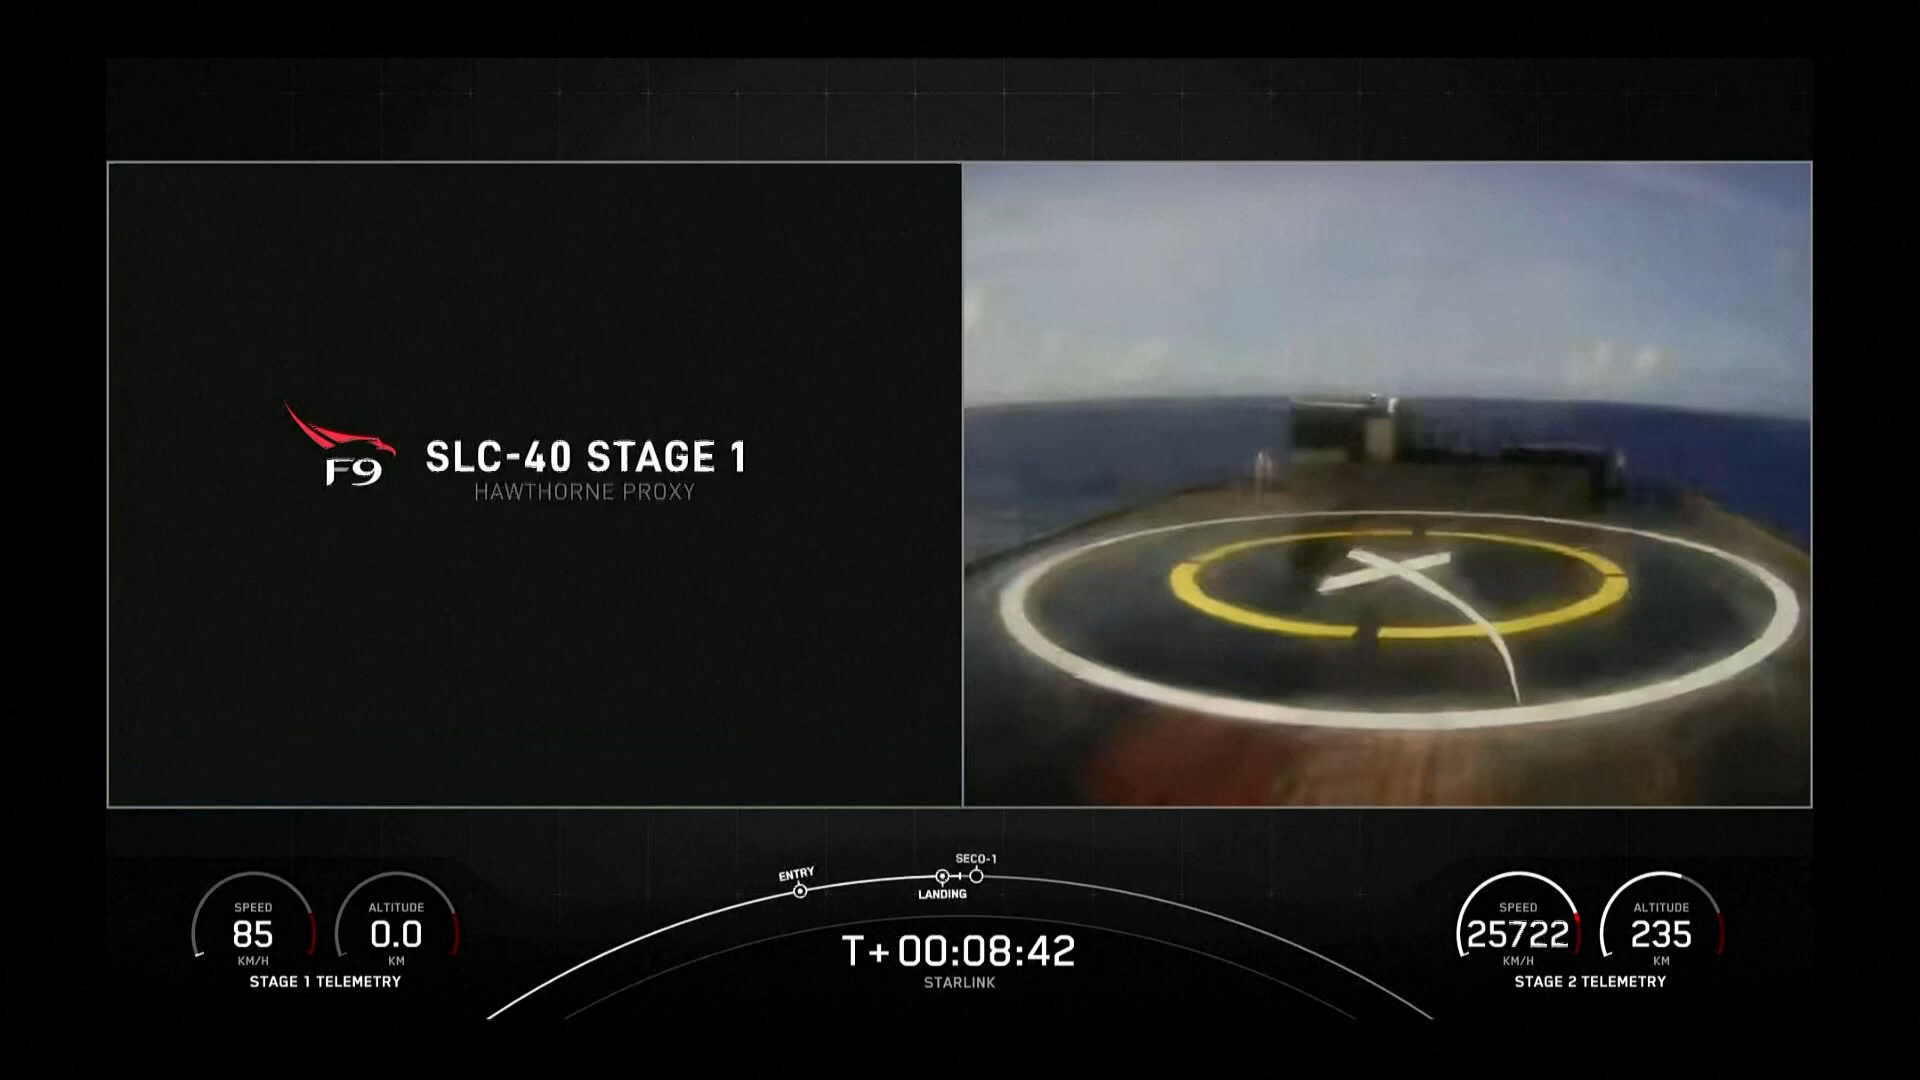 F9
SLC-40 STAGE 1
HAWTHORNE PROXY
SPEED
85
KM/H
ALTITUDE
0.0
KM
STAGE 1 TELEMETRY
ENTRY
LANDING
SECO-1
T+00:08:42
STARLINK
SPEED
25722
KM/H
ALTITUDE
235
KM
STAGE 2 TELEMETRY